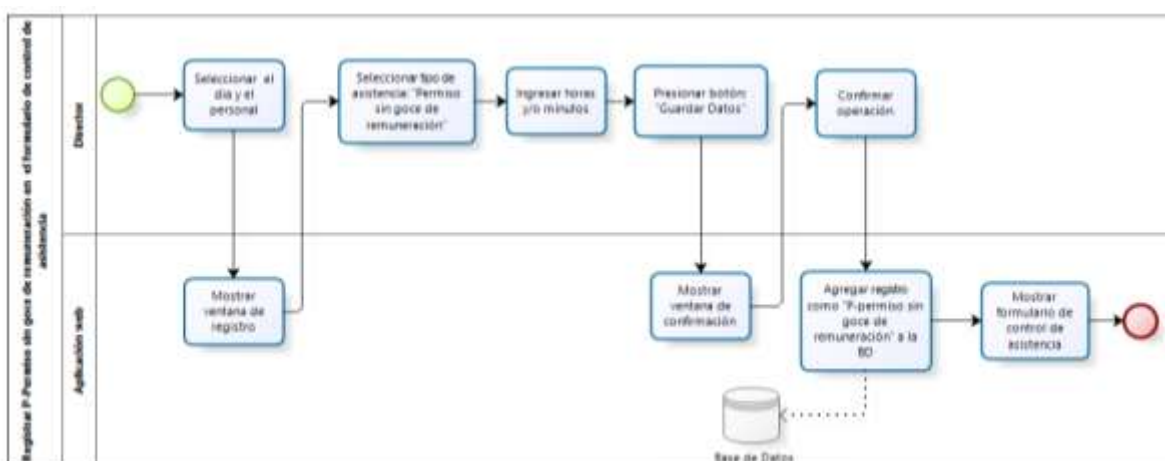 Registrar P-Permiso sin goce de remuneración en el formulario de control de
asistencia
Director
Seleccionar el
día y el
personal
Seleccionar tipo de
asistencia: "Permiso
sin goce de
remuneración"
Ingresar horas
y/o minutos
Presionar botón:
"Guardar Datos"
Confirmar
operación
Aplicación web
Mostrar
ventana de
registro
Mostrar
ventana de
confirmación
Agregar registro
como "P-permiso sin
goce de
remuneración" a la
BD
Mostrar
formulario de
control de
asistencia
Base de Datos